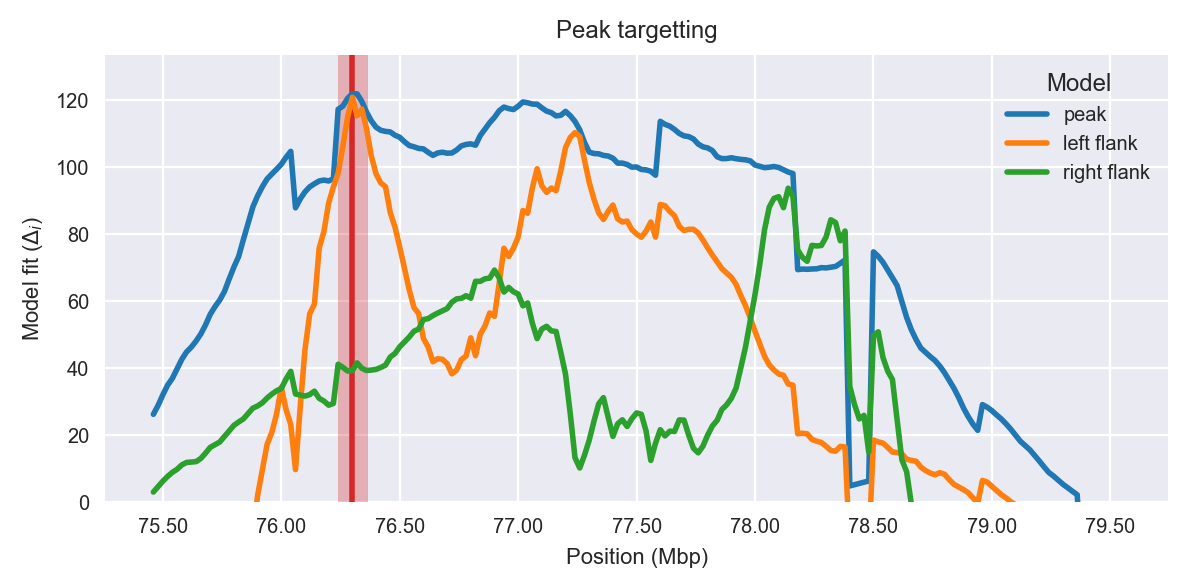 Peak targetting
Model fit (Δi)
120
100
80
60
40
20
0
Model
peak
left flank
right flank
75.50 76.00 76.50 77.00 77.50 78.00 78.50 79.00 79.50
Position (Mbp)